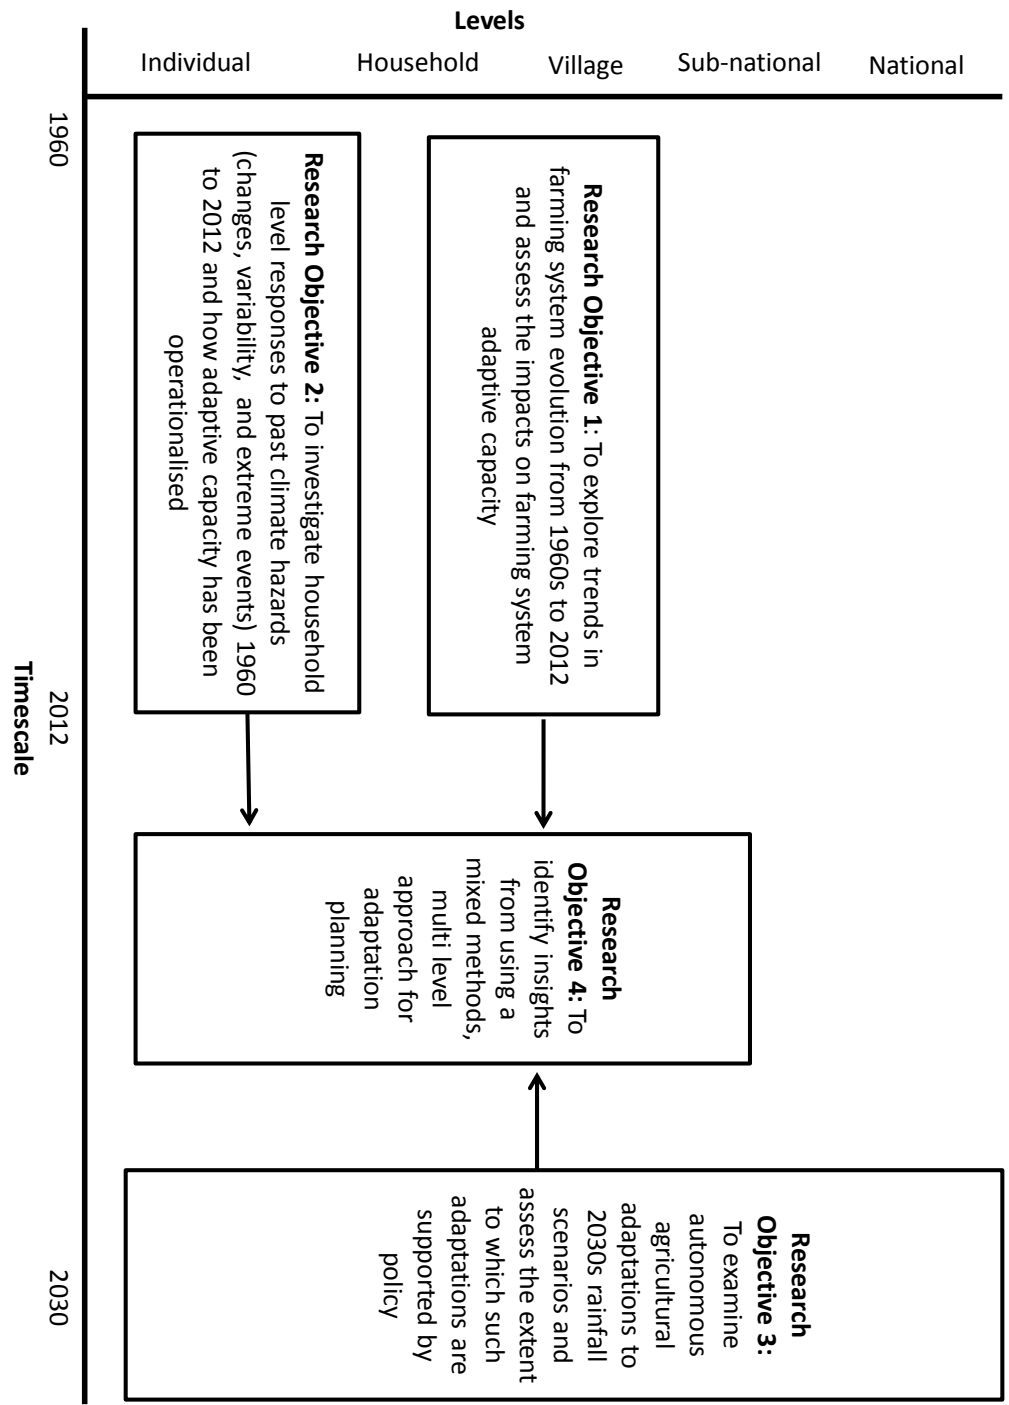 Levels
Individual
Household
Village
Sub-national
National
1960
2012
2030
Timescale
Research Objective 1: To explore trends in
farming system evolution from 1960s to 2012
and assess the impacts on farming system
adaptive capacity
Research Objective 2: To investigate household
level responses to past climate hazards
(changes, variability, and extreme events) 1960
to 2012 and how adaptive capacity has been
operationalised
Research
Objective 4: To
identify insights
from using a
mixed methods,
multi level
approach for
adaptation
planning
Research
Objective 3:
To examine
autonomous
agricultural
adaptations to
2030s rainfall
scenarios and
assess the extent
to which such
adaptations are
supported by
policy